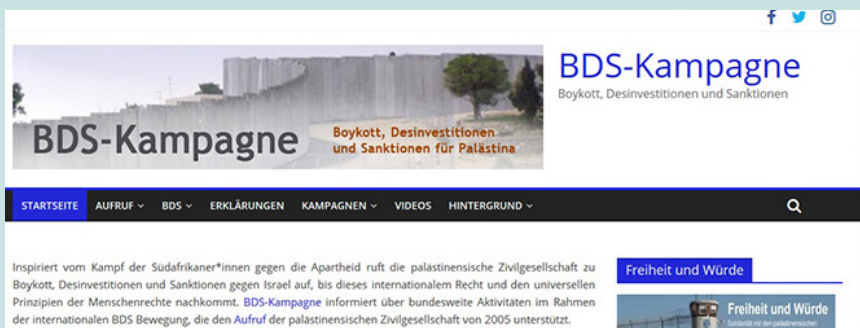 BDS-Kampagne
Boykott, Desinvestitionen und Sanktionen
BDS-Kampagne
Boykott, Desinvestitionen
und Sanktionen für Palästina
STARTSEITE AUFRUF BDS ERKLÄRUNGEN KAMPAGNEN VIDEOS HINTERGRUND
Inspiriert vom Kampf der Südafrikaner*innen gegen die Apartheid ruft die palästinensische Zivilgesellschaft zu
Boykott, Desinvestitionen und Sanktionen gegen Israel auf, bis dieses internationalem Recht und den universellen
Prinzipien der Menschenrechte nachkommt. BDS-Kampagne informiert über bundesweite Aktivitäten im Rahmen
der internationalen BDS Bewegung, die den Aufruf der palästinensischen Zivilgesellschaft von 2005 unterstützt.
Freiheit und Würde
Freiheit und Würde
Solidarität mit den palästinensischen